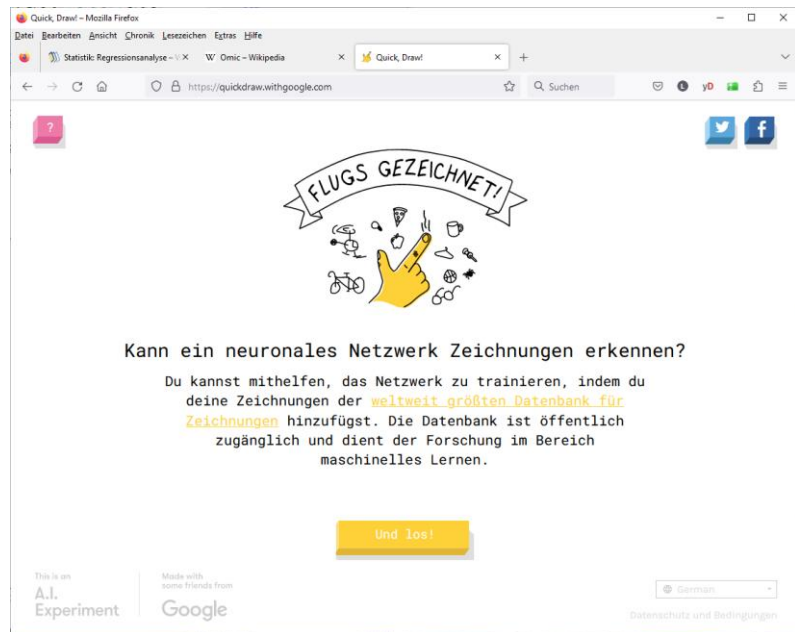 Quick, Draw! – Mozilla Firefox
Datei Bearbeiten Ansicht Chronik Lesezeichen Extras Hilfe
Statistik: Regressionsanalyse – Omic – Wikipedia Quick, Draw!
https://quickdraw.withgoogle.com Suchen
?
FLUGS GEZEICHNET!
Kann ein neuronales Netzwerk Zeichnungen erkennen?
Du kannst mithelfen, das Netzwerk zu trainieren, indem du
deine Zeichnungen der weltweit größten Datenbank für
Zeichnungen hinzufügst. Die Datenbank ist öffentlich
zugänglich und dient der Forschung im Bereich
maschinelles Lernen.
Und los!
This is an
A.I.
Experiment
Made with
some friends from
Google
German
Datenschutz und Bedingungen